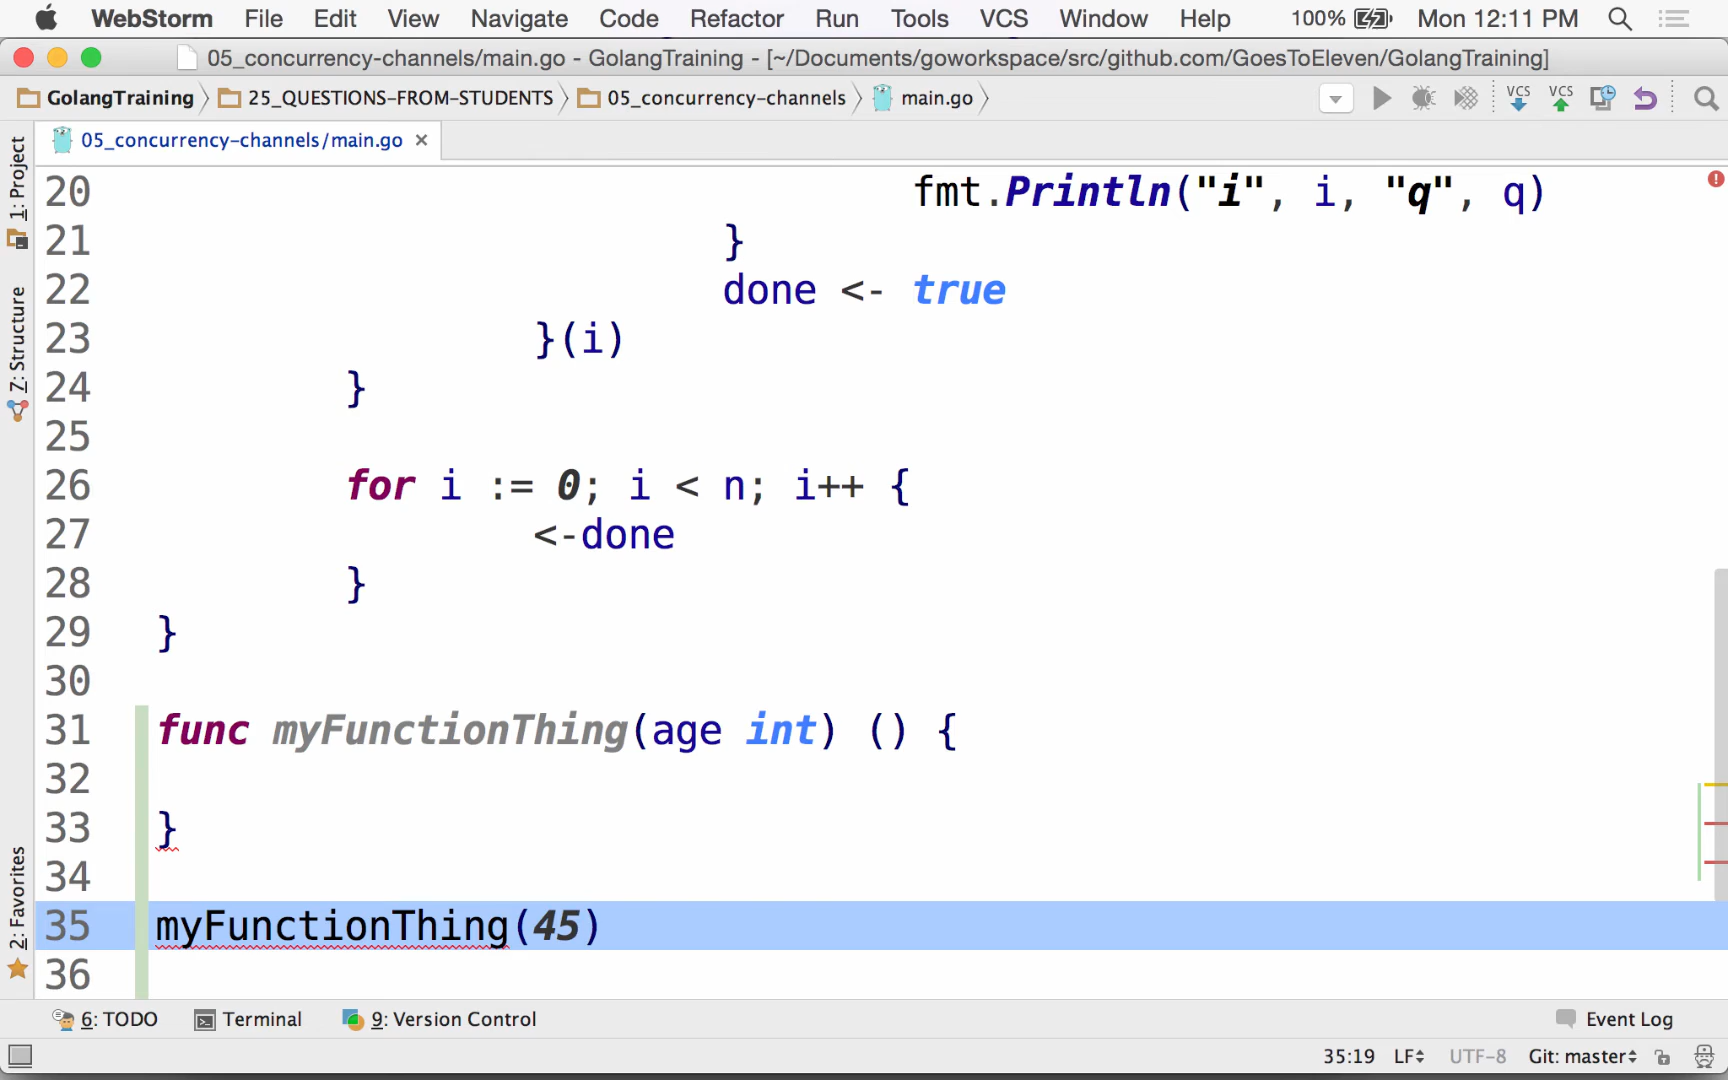 WebStorm File Edit View Navigate Code Refactor Run Tools VCS Window Help 100% Mon 12:11 PM
05_concurrency-channels/main.go - GolangTraining - [~/Documents/goworkspace/src/github.com/GoesToEleven/GolangTraining]
GolangTraining 25_QUESTIONS-FROM-STUDENTS 05_concurrency-channels main.go VCS VCS
05_concurrency-channels/main.go
1: Project
7: Structure
2: Favorites
20 fmt.Println("i", i, "q", q)
21 }
22 done <- true
23 }(i)
24 }
25
26 for i := 0; i < n; i++ {
27 <-done
28 }
29 }
30
31 func myFunctionThing(age int) () {
32
33 }
34
35 myFunctionThing(45)
36
6: TODO Terminal 9: Version Control Event Log
35:19 LF UTF-8 Git: master